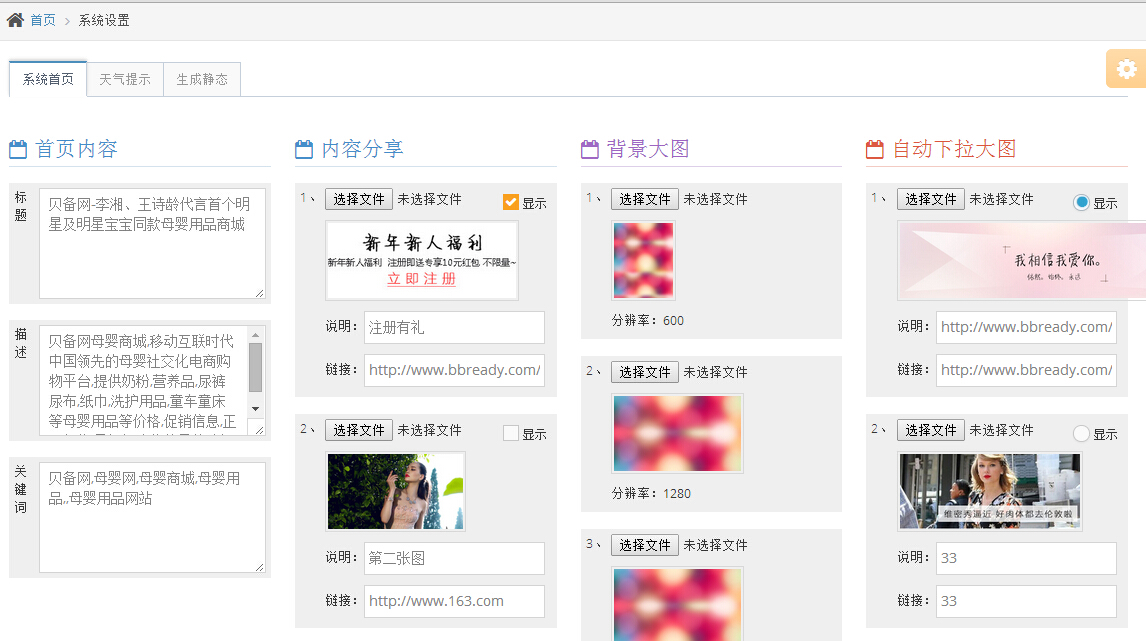 首页 > 系统设置
系统首页 天气提示 生成静态
首页内容
标题
贝备网-李湘、王诗龄代言首个明
星及明星宝宝同款母婴用品商城
描述
贝备网母婴商城,移动互联时代
中国领先的母婴社交化电商购
物平台,提供奶粉,营养品,尿裤
尿布,纸巾,洗护用品,童车童床
等母婴用品等价格,促销信息,正
关键词
贝备网,母婴网,母婴商城,母婴用
品,,母婴用品网站
内容分享
1、 选择文件 未选择文件 显示
新年新人福利
新年新人福利 注册即送专享10元红包 不限量~
立即注册
说明： 注册有礼
链接： http://www.bbready.com/
2、 选择文件 未选择文件 显示
说明： 第二张图
链接： http://www.163.com
背景大图
1、 选择文件 未选择文件
分辨率：600
2、 选择文件 未选择文件
分辨率：1280
3、 选择文件 未选择文件
自动下拉大图
1、 选择文件 未选择文件 显示
我相信我爱你。
说明： http://www.bbready.com/
链接： http://www.bbready.com/
2、 选择文件 未选择文件 显示
维密秀逼近 好肉体都去伦敦啦
说明： 33
链接： 33